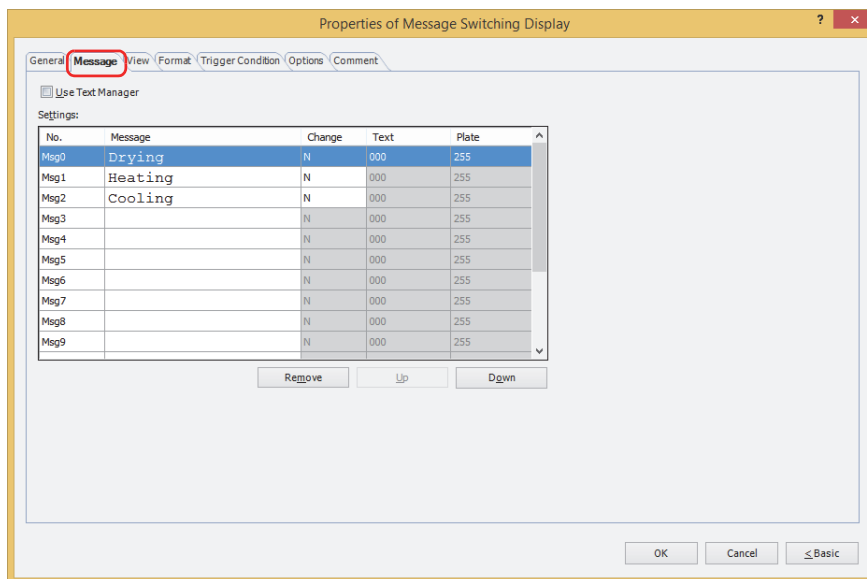 Properties of Message Switching Display ? ×
General Message View Format Trigger Condition Options Comment
Use Text Manager
Settings:
No. Message Change Text Plate
Msg0 Drying N 000 255
Msg1 Heating N 000 255
Msg2 Cooling N 000 255
Msg3 N 000 255
Msg4 N 000 255
Msg5 N 000 255
Msg6 N 000 255
Msg7 N 000 255
Msg8 N 000 255
Msg9 N 000 255
Remove Up Down
OK Cancel < Basic